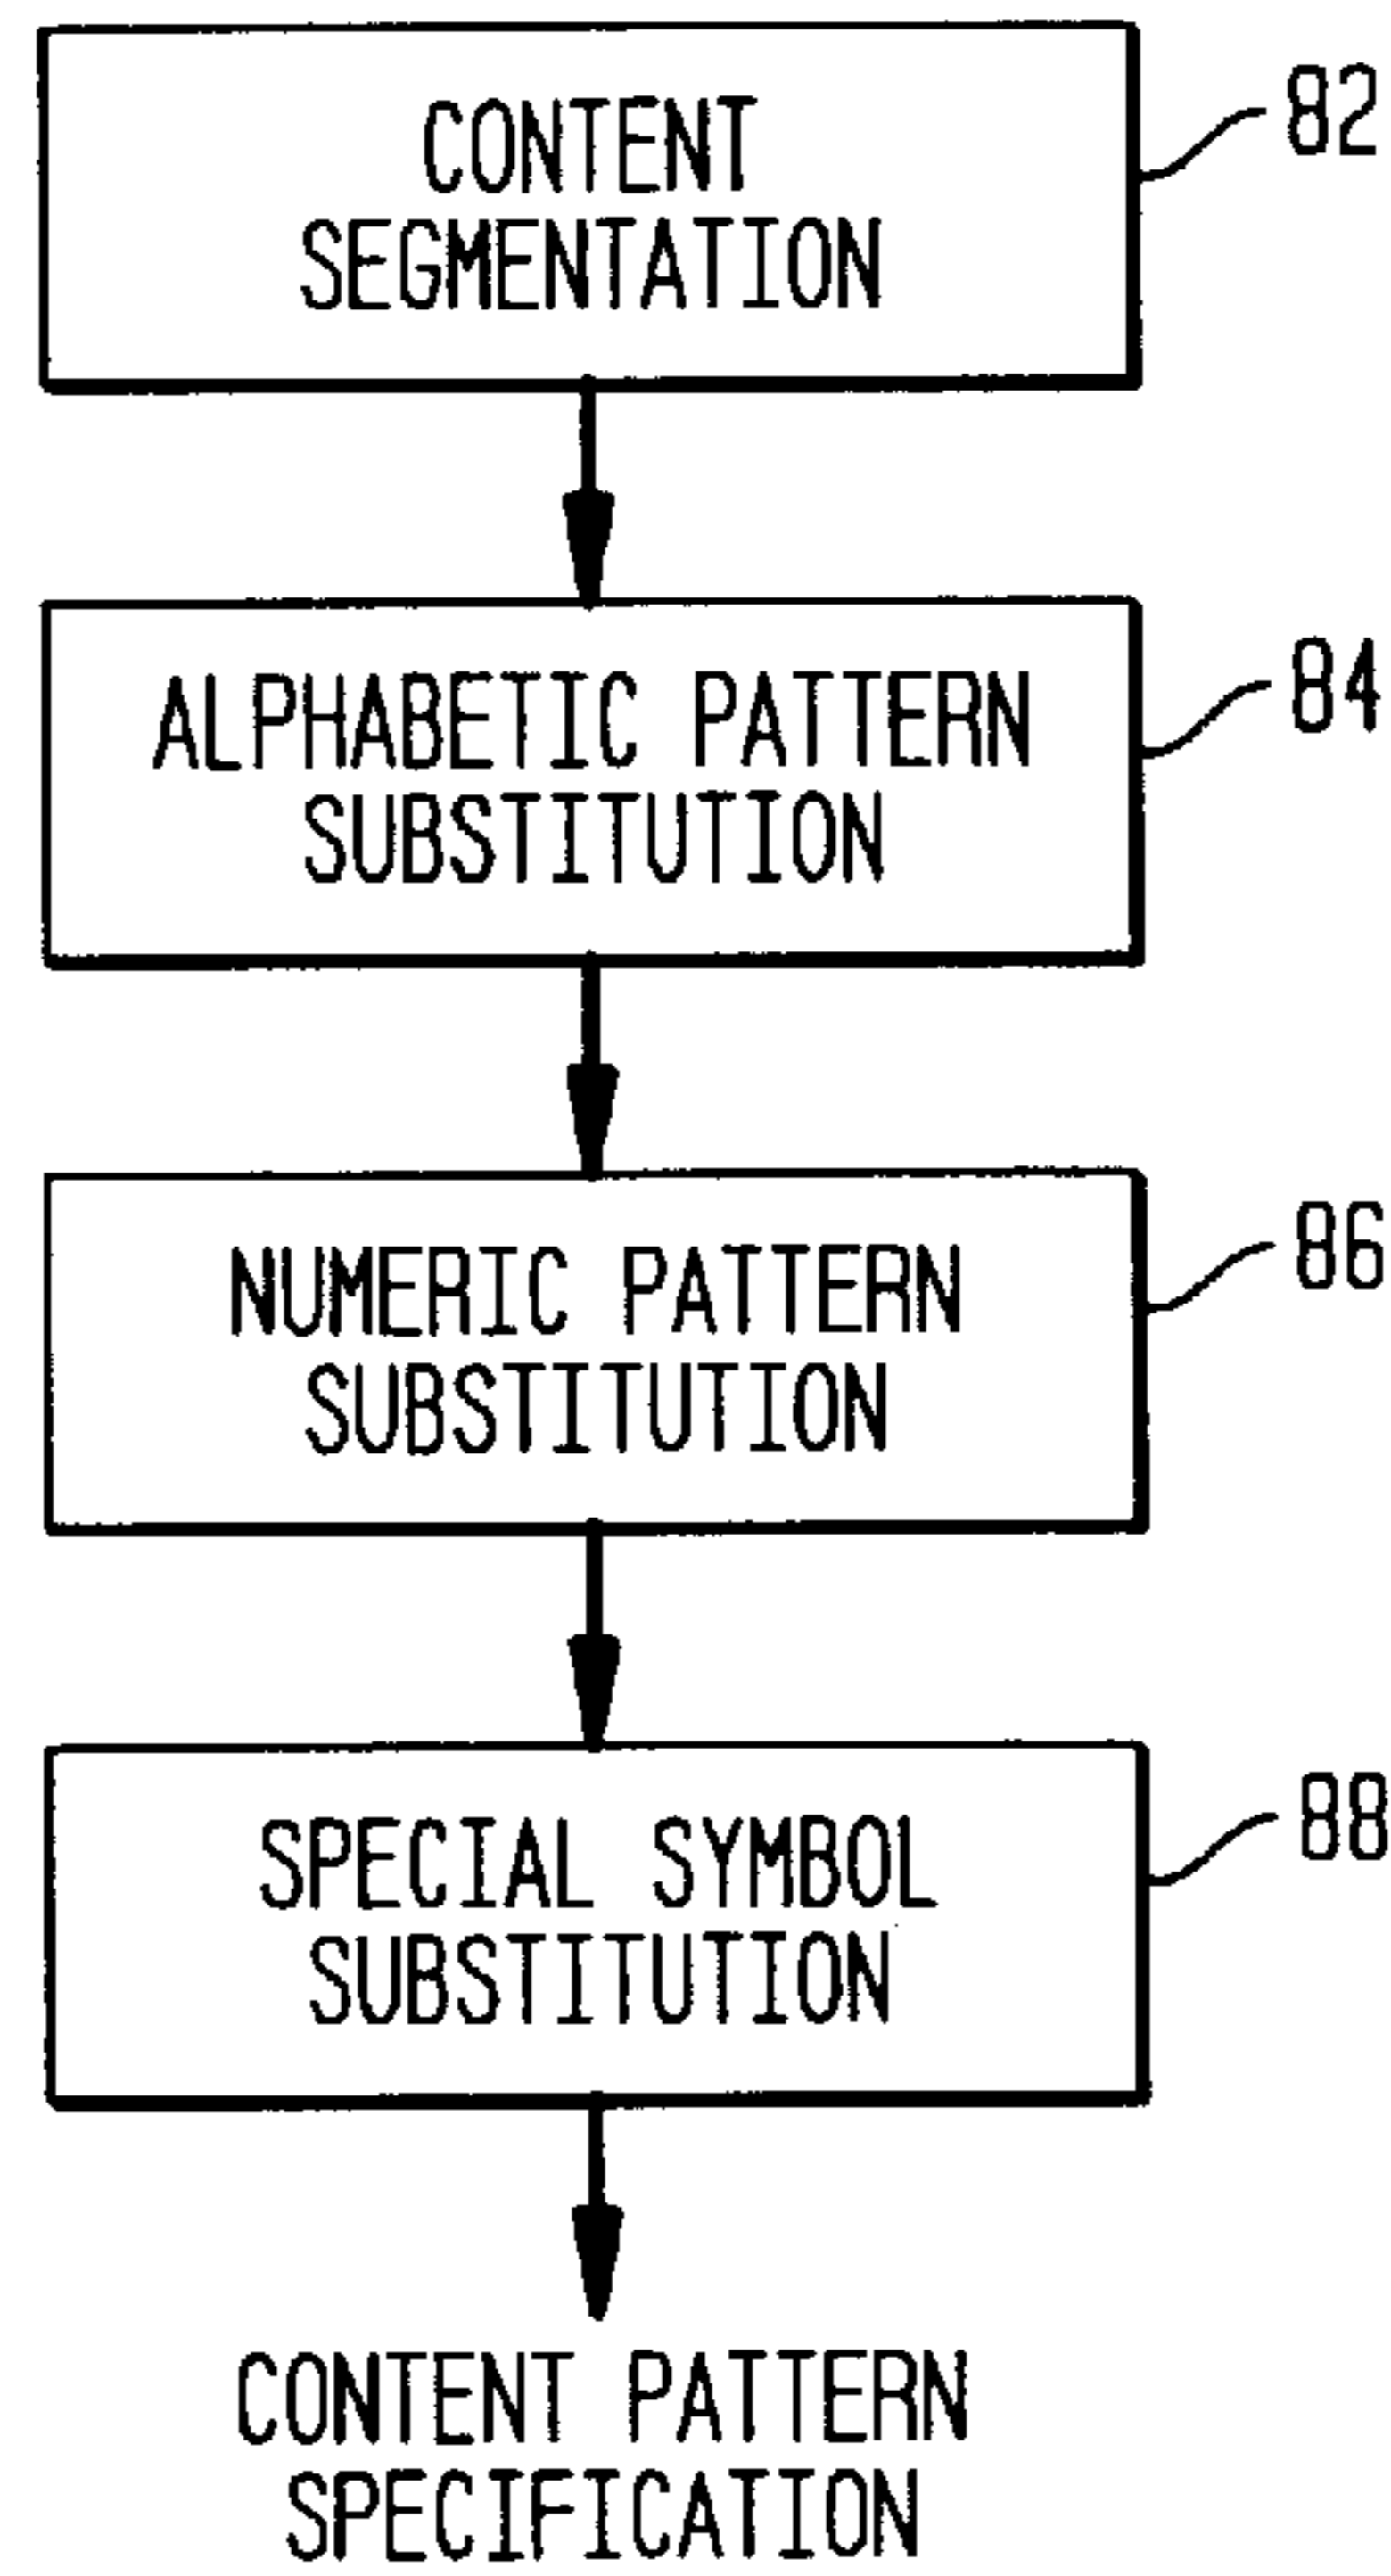 CONTENT
SEGMENTATION
82
ALPHABETIC PATTERN
SUBSTITUTION
84
NUMERIC PATTERN
SUBSTITUTION
86
SPECIAL SYMBOL
SUBSTITUTION
88
CONTENT PATTERN
SPECIFICATION